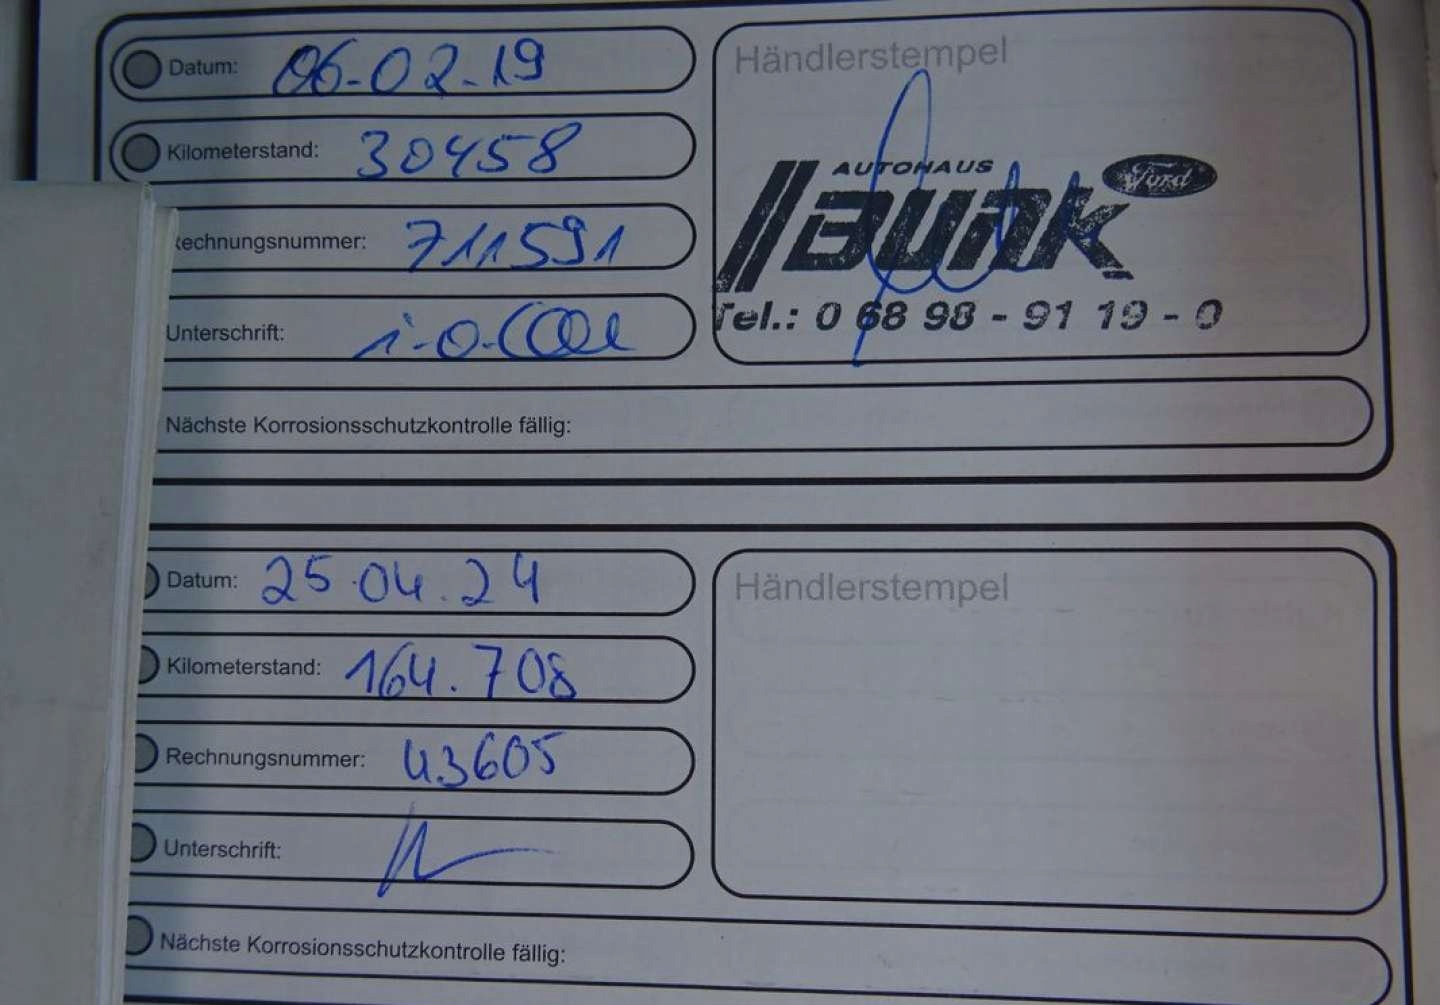 Datum: 06-02-19
Händlerstempel
Kilometerstand: 30458
AUTOHAUS
BUNK
Ford
Rechnungsnummer: 711591
Tel.: 0 68 98 - 91 19 - 0
Unterschrift: i.A.
Nächste Korrosionsschutzkontrolle fällig:
Datum: 25.04.24
Händlerstempel
Kilometerstand: 164.708
Rechnungsnummer: 43605
Unterschrift:
Nächste Korrosionsschutzkontrolle fällig: